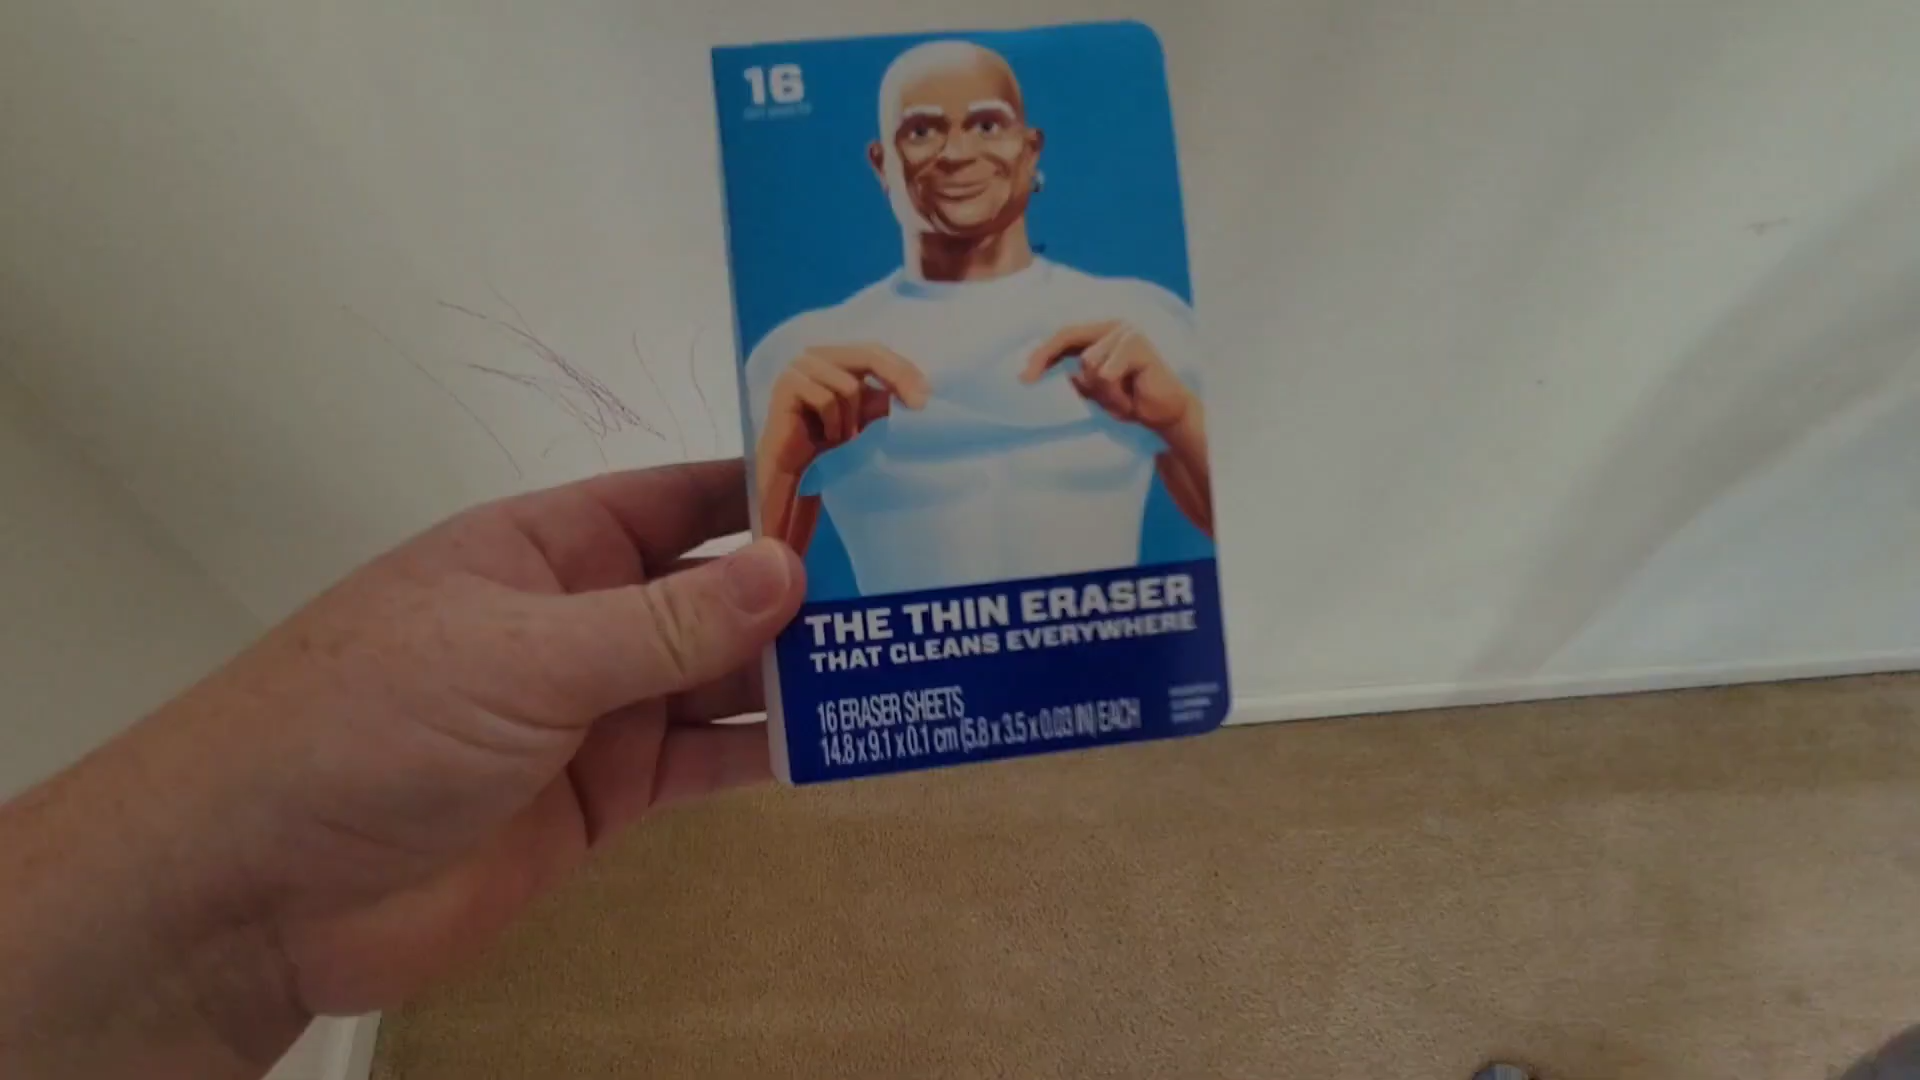 16
THE THIN ERASER
THAT CLEANS EVERYWHERE
16 ERASER SHEETS
14.8 x 9.1 x 0.1 cm (5.8 x 3.5 x 0.03 IN) EACH